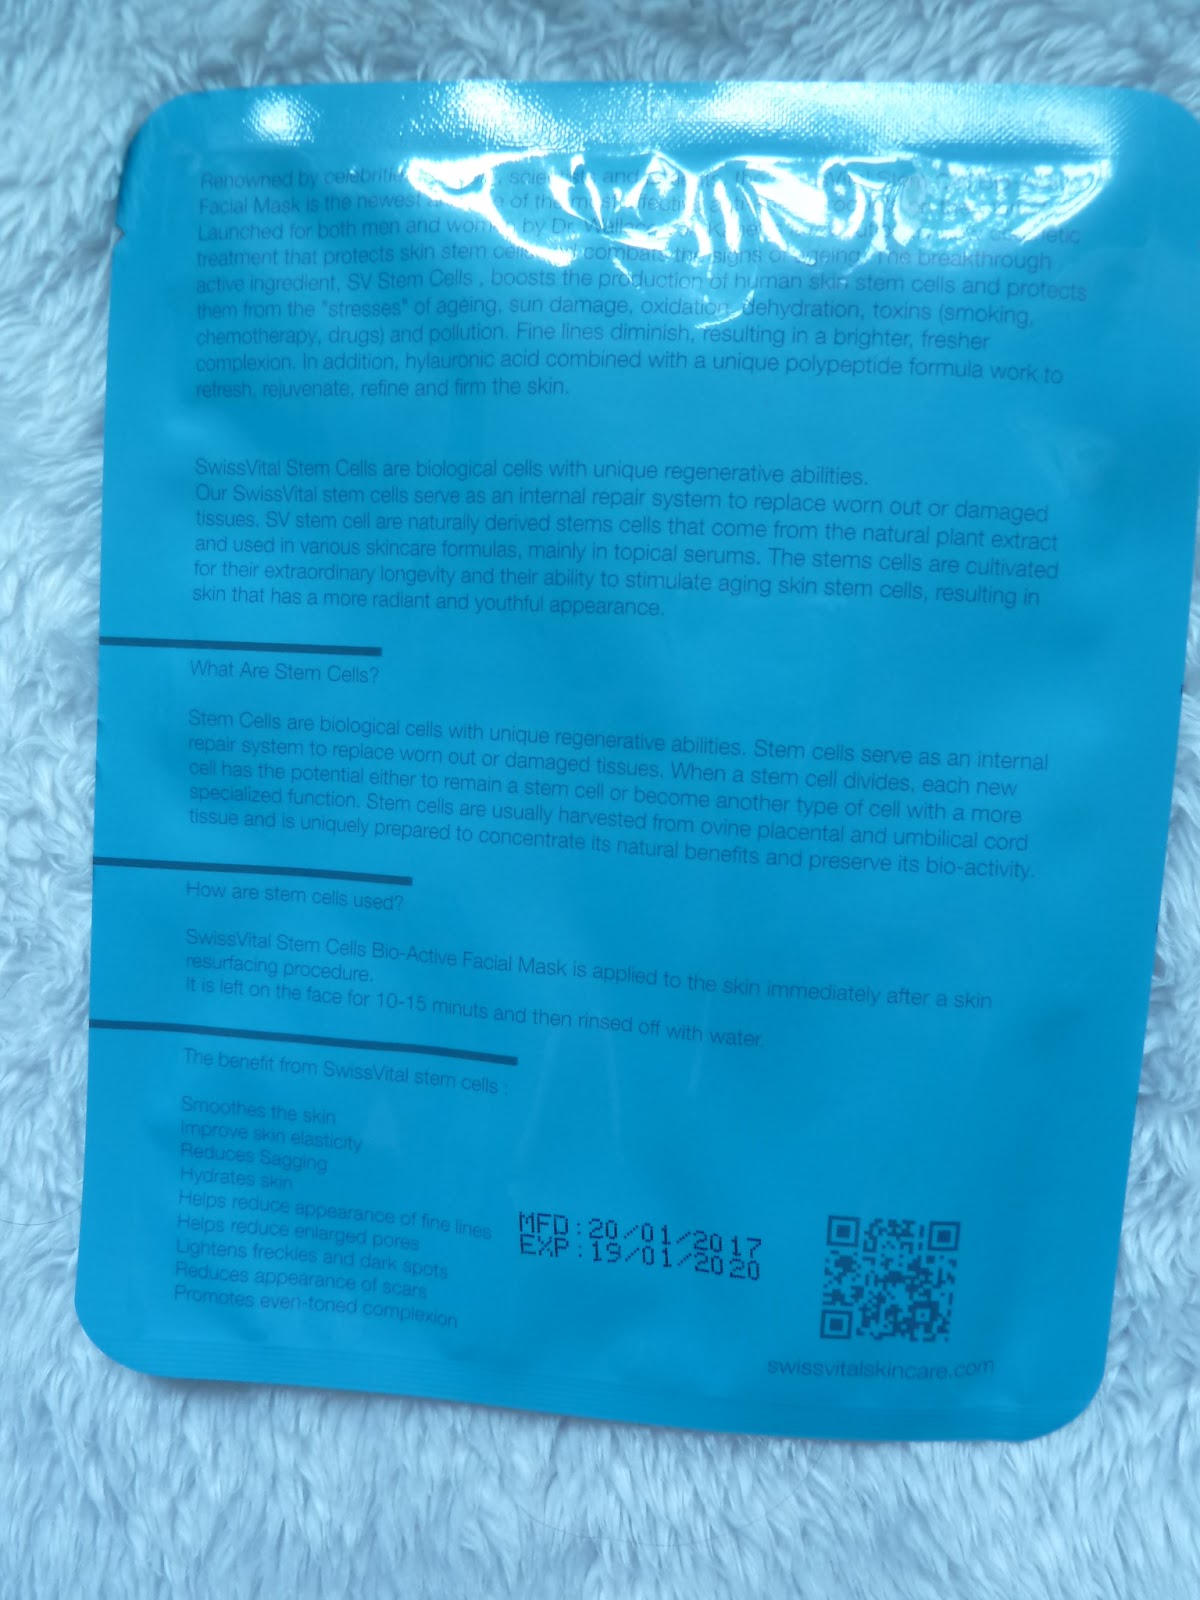 Renowned by and
Facial Mask is the newest of the
Launched for both men and by Dr.
treatment that protects skin stem combats the signs of ageing. The breakthrough
active ingredient, SV Stem Cells , boosts the production of human skin stem cells and protects
them from the "stresses" of ageing, sun damage, oxidation, dehydration, toxins (smoking,
chemotherapy, drugs) and pollution. Fine lines diminish, resulting in a brighter, fresher
complexion. In addition, hylauronic acid combined with a unique polypeptide formula work to
refresh, rejuvenate, refine and firm the skin.
SwissVital Stem Cells are biological cells with unique regenerative abilities.
Our SwissVital stem cells serve as an internal repair system to replace worn out or damaged
tissues. SV stem cell are naturally derived stems cells that come from the natural plant extract
and used in various skincare formulas, mainly in topical serums. The stems cells are cultivated
for their extraordinary longevity and their ability to stimulate aging skin stem cells, resulting in
skin that has a more radiant and youthful appearance.
What Are Stem Cells?
Stem Cells are biological cells with unique regenerative abilities. Stem cells serve as an internal
repair system to replace worn out or damaged tissues. When a stem cell divides, each new
cell has the potential either to remain a stem cell or become another type of cell with a more
specialized function. Stem cells are usually harvested from ovine placental and umbilical cord
tissue and is uniquely prepared to concentrate its natural benefits and preserve its bio-activity.
How are stem cells used?
SwissVital Stem Cells Bio-Active Facial Mask is applied to the skin immediately after a skin
resurfacing procedure.
It is left on the face for 10-15 minuts and then rinsed off with water.
The benefit from SwissVital stem cells :
Smoothes the skin
Improve skin elasticity
Reduces Sagging
Hydrates skin
Helps reduce appearance of fine lines
Helps reduce enlarged pores
Lightens freckles and dark spots
Reduces appearance of scars
Promotes even-toned complexion
MFD:20/01/2017
EXP:19/01/2020
swissvitalskincare.com